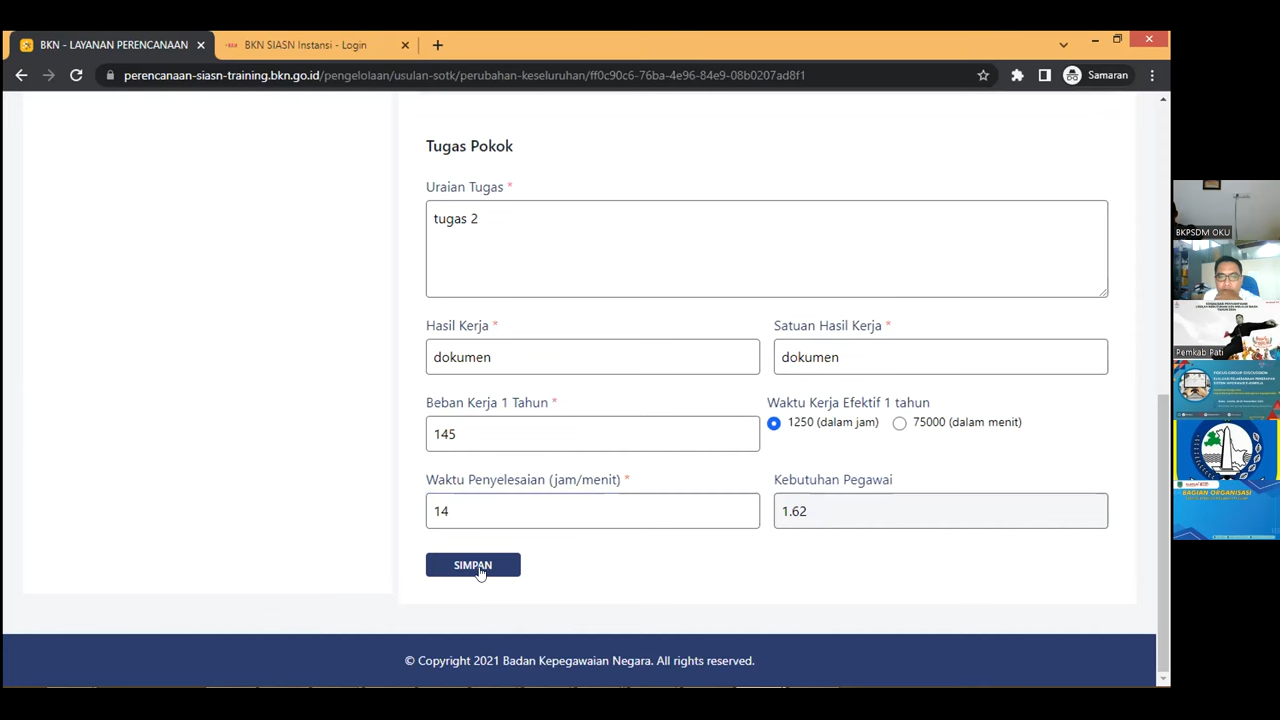 BKN - LAYANAN PERENCANAAN
BKN SIASN Instansi - Login
perencanaan-siasn-training.bkn.go.id/pengelolaan/usulan-sotk/perubahan-keseluruhan/ff0c90c6-76ba-4e96-84e9-08b0207ad8f1
Samaran
Tugas Pokok
Uraian Tugas *
tugas 2
Hasil Kerja *
Satuan Hasil Kerja *
dokumen
dokumen
Beban Kerja 1 Tahun *
Waktu Kerja Efektif 1 tahun
145
1250 (dalam jam)
75000 (dalam menit)
Waktu Penyelesaian (jam/menit) *
Kebutuhan Pegawai
14
1.62
SIMPAN
© Copyright 2021 Badan Kepegawaian Negara. All rights reserved.
BKPSDM OKU
Pemkab Pati
FOCUS GROUP DISCUSSION
BAGIAN ORGANISASI